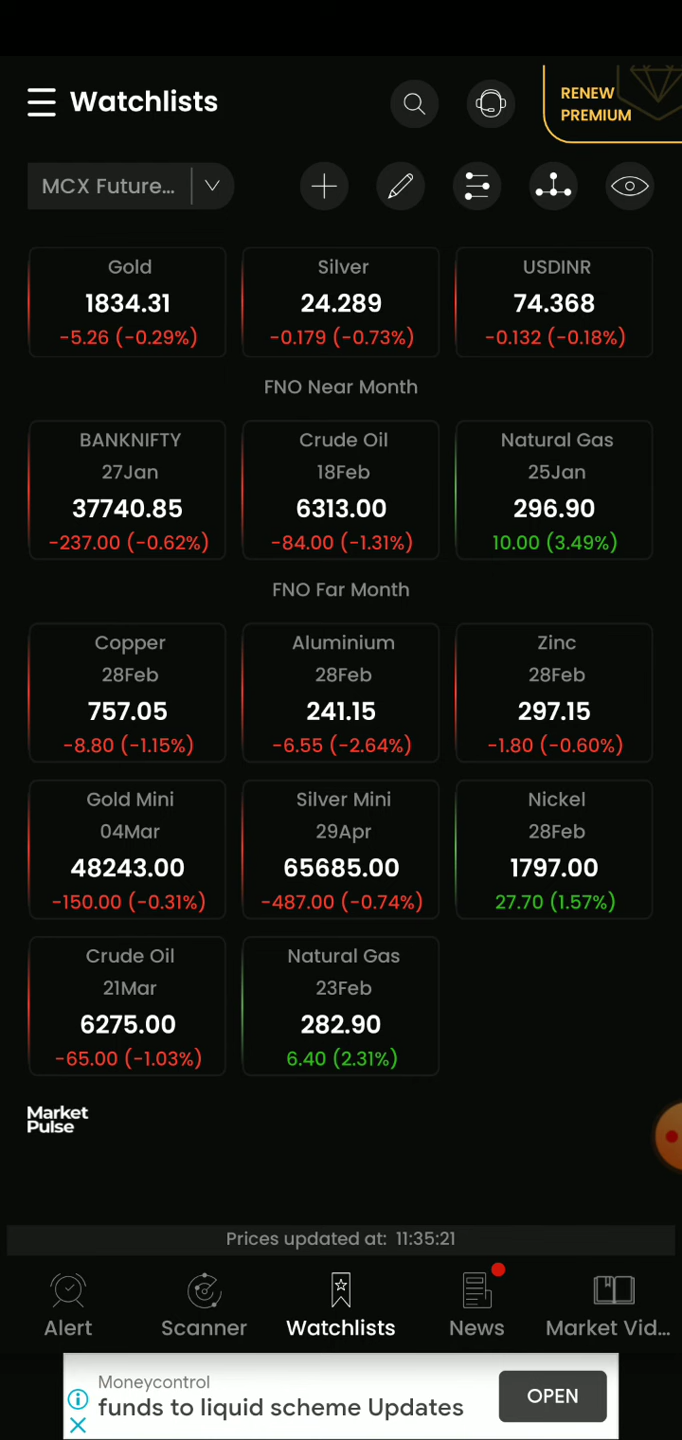 Watchlists
RENEW
PREMIUM
MCX Future...
Gold
1834.31
-5.26 (-0.29%)
Silver
24.289
-0.179 (-0.73%)
USDINR
74.368
-0.132 (-0.18%)
FNO Near Month
BANKNIFTY
27Jan
37740.85
-237.00 (-0.62%)
Crude Oil
18Feb
6313.00
-84.00 (-1.31%)
Natural Gas
25Jan
296.90
10.00 (3.49%)
FNO Far Month
Copper
28Feb
757.05
-8.80 (-1.15%)
Aluminium
28Feb
241.15
-6.55 (-2.64%)
Zinc
28Feb
297.15
-1.80 (-0.60%)
Gold Mini
04Mar
48243.00
-150.00 (-0.31%)
Silver Mini
29Apr
65685.00
-487.00 (-0.74%)
Nickel
28Feb
1797.00
27.70 (1.57%)
Crude Oil
21Mar
6275.00
-65.00 (-1.03%)
Natural Gas
23Feb
282.90
6.40 (2.31%)
Market
Pulse
Prices updated at: 11:35:21
Alert
Scanner
Watchlists
News
Market Vid...
Moneycontrol
funds to liquid scheme Updates
OPEN